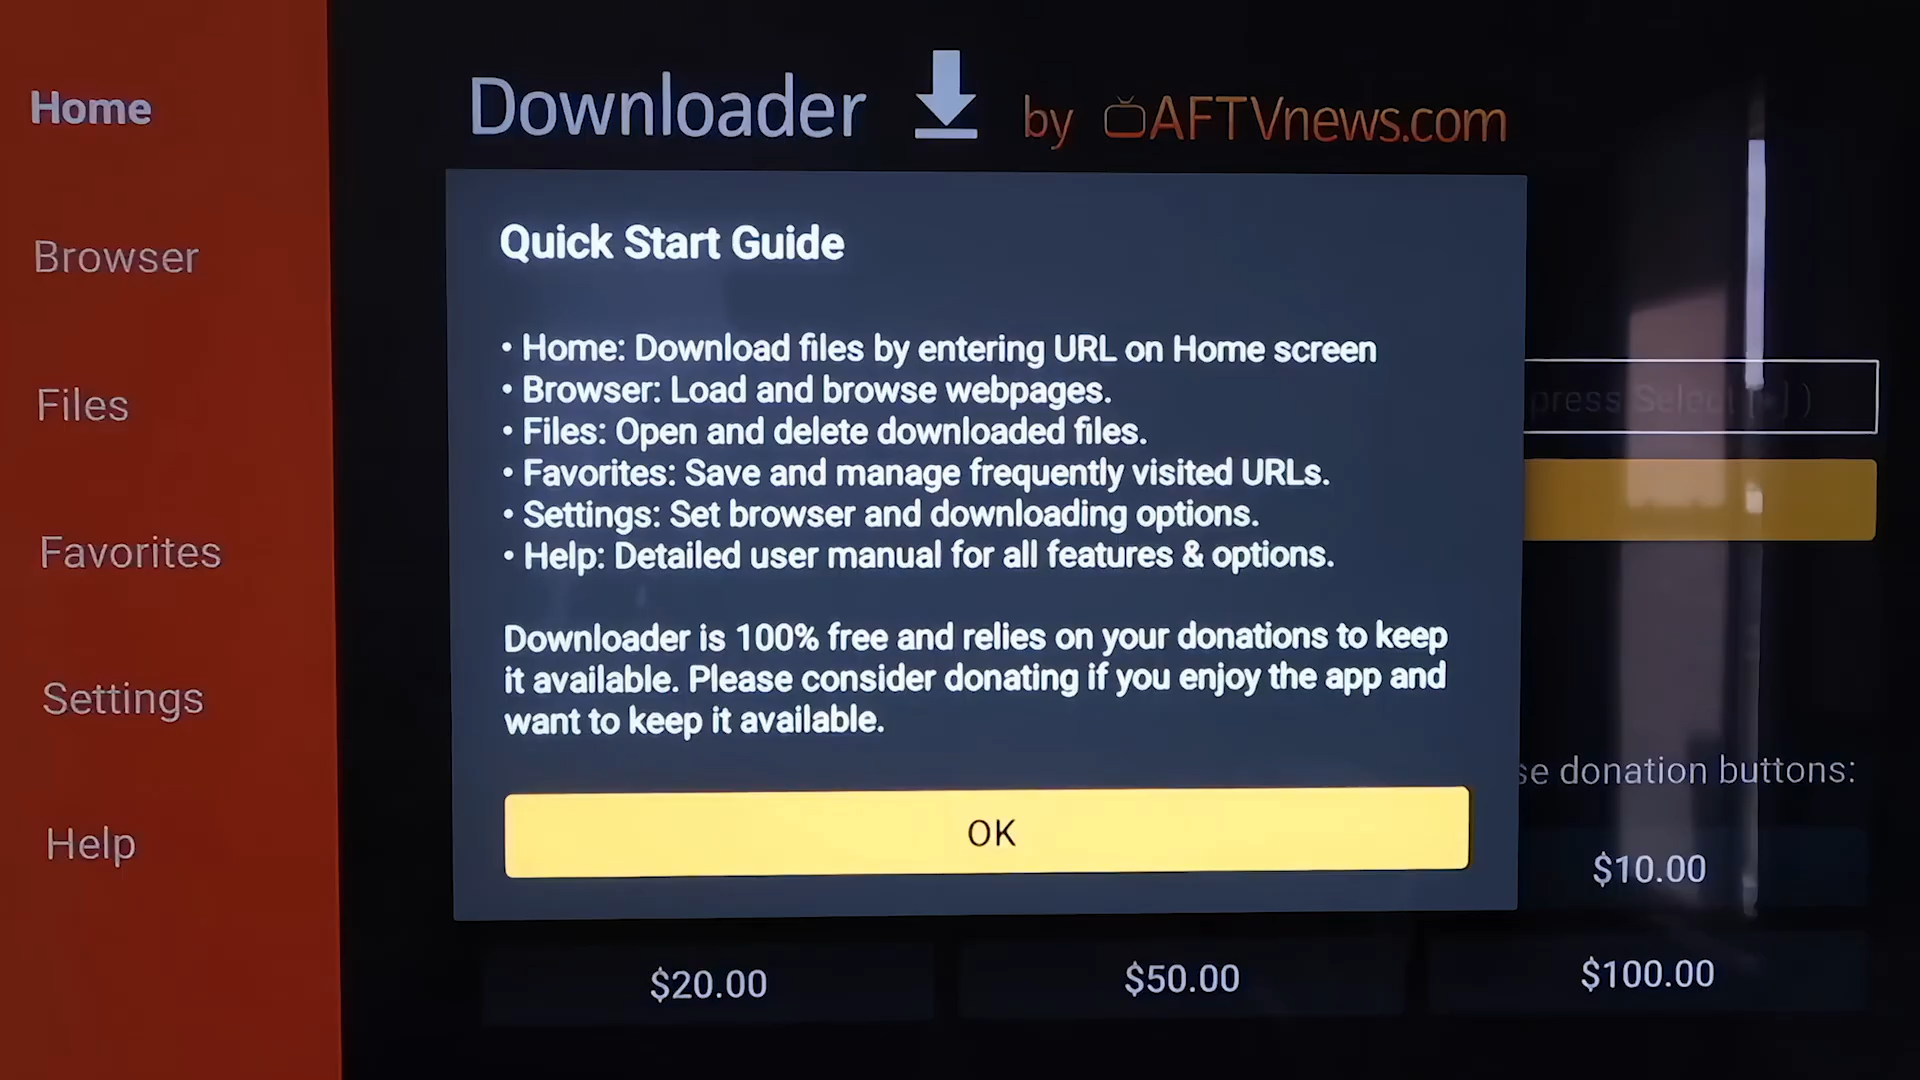 Home
Browser
Files
Favorites
Settings
Help
Downloader by AFTVnews.com
Quick Start Guide
• Home: Download files by entering URL on Home screen
• Browser: Load and browse webpages.
• Files: Open and delete downloaded files.
• Favorites: Save and manage frequently visited URLs.
• Settings: Set browser and downloading options.
• Help: Detailed user manual for all features & options.
Downloader is 100% free and relies on your donations to keep
it available. Please consider donating if you enjoy the app and
want to keep it available.
OK
press Select
donation buttons:
$10.00
$20.00 $50.00 $100.00